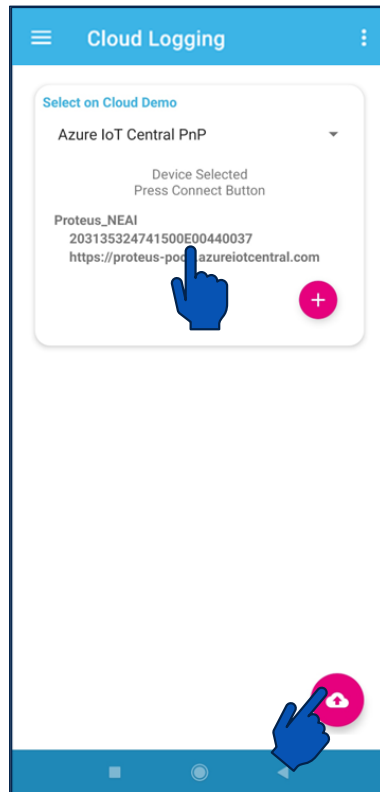 Cloud Logging
Select on Cloud Demo
Azure IoT Central PnP
Device Selected
Press Connect Button
Proteus_NEAI
203135324741500E00440037
https://proteus-poc.azureiotcentral.com